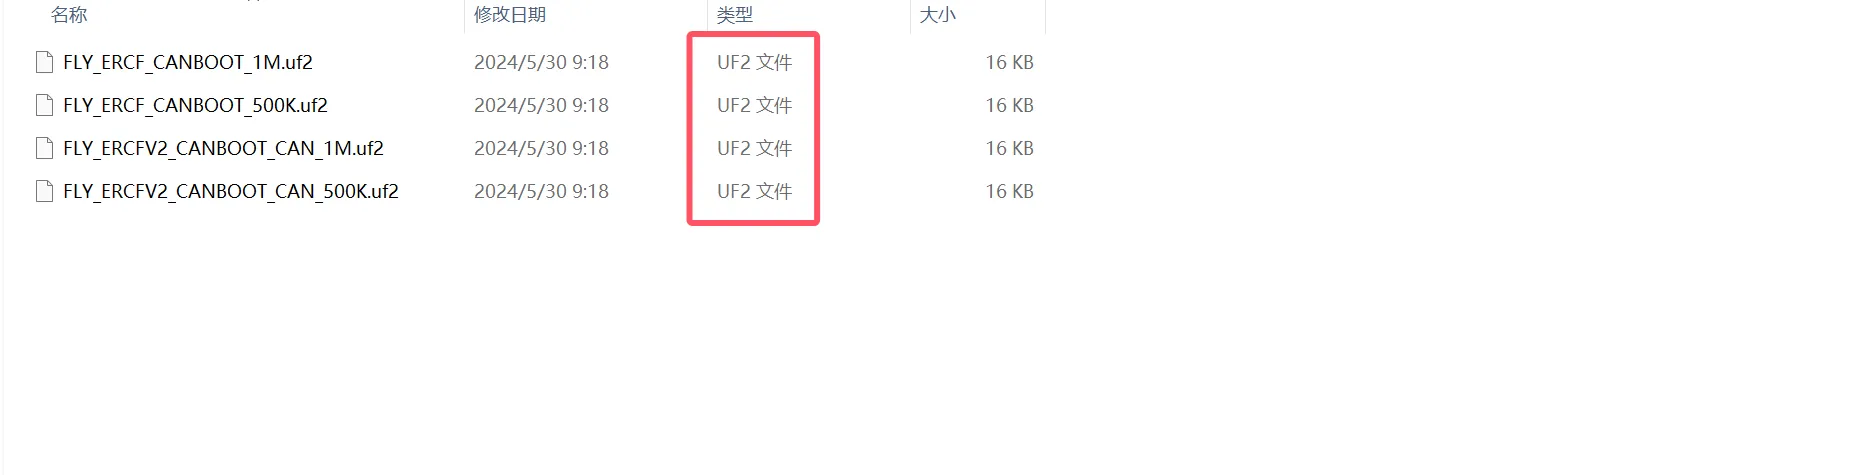 名称 修改日期 类型 大小
FLY_ERCF_CANBOOT_1M.uf2 2024/5/30 9:18 UF2 文件 16 KB
FLY_ERCF_CANBOOT_500K.uf2 2024/5/30 9:18 UF2 文件 16 KB
FLY_ERCFV2_CANBOOT_CAN_1M.uf2 2024/5/30 9:18 UF2 文件 16 KB
FLY_ERCFV2_CANBOOT_CAN_500K.uf2 2024/5/30 9:18 UF2 文件 16 KB